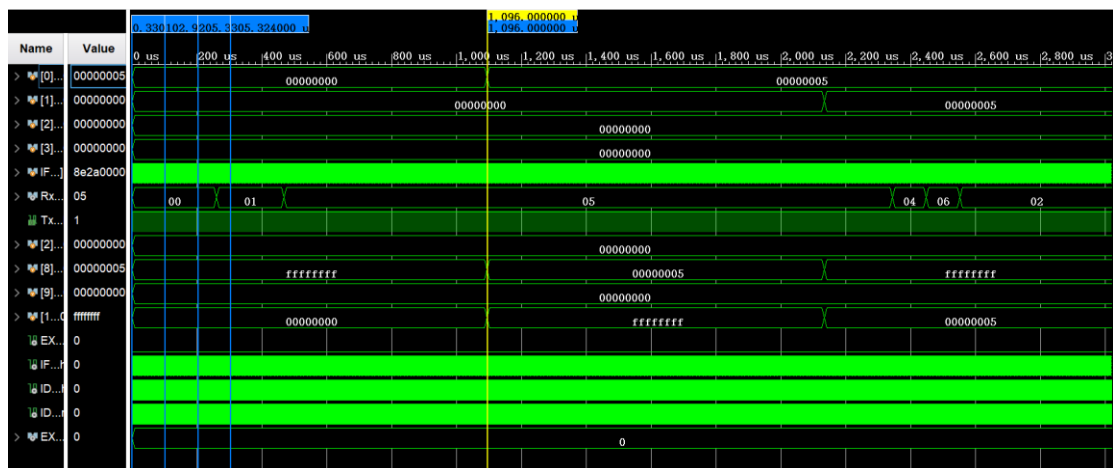 1,096.000000 u
0.330102.9205.3305.324000 u
1,096.000000 u
Name Value
0 us 200 us 400 us 600 us 800 us 1,000 us 1,200 us 1,400 us 1,600 us 1,800 us 2,000 us 2,200 us 2,400 us 2,600 us 2,800 us 3
[0]... 00000005 00000000 00000005
[1]... 00000000 00000000 00000005
[2]... 00000000 00000000
[3]... 00000000 00000000
IF...] 8e2a0000
Rx... 05 00 01 05 04 06 02
Tx... 1
[2]... 00000000 00000000
[8]... 00000005 ffffffff 00000005 ffffffff
[9]... 00000000 00000000
[1...0 ffffffff 00000000 ffffffff 00000005
EX... 0
IF...h 0
ID...h 0
ID...r 0
EX... 0 0